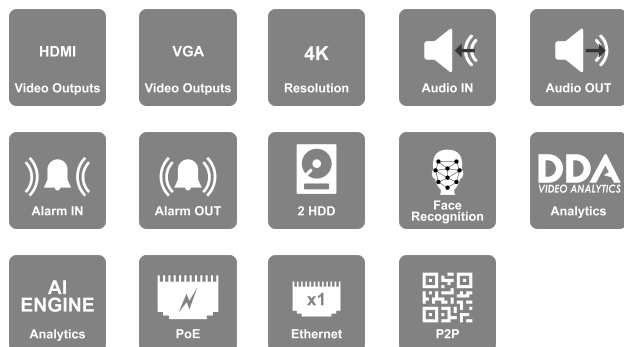 HDMI
Video Outputs
VGA
Video Outputs
4K
Resolution
Audio IN
Audio OUT
Alarm IN
Alarm OUT
2 HDD
Face
Recognition
DDA
VIDEO ANALYTICS
Analytics
AI
ENGINE
Analytics
PoE
x1
Ethernet
P2P